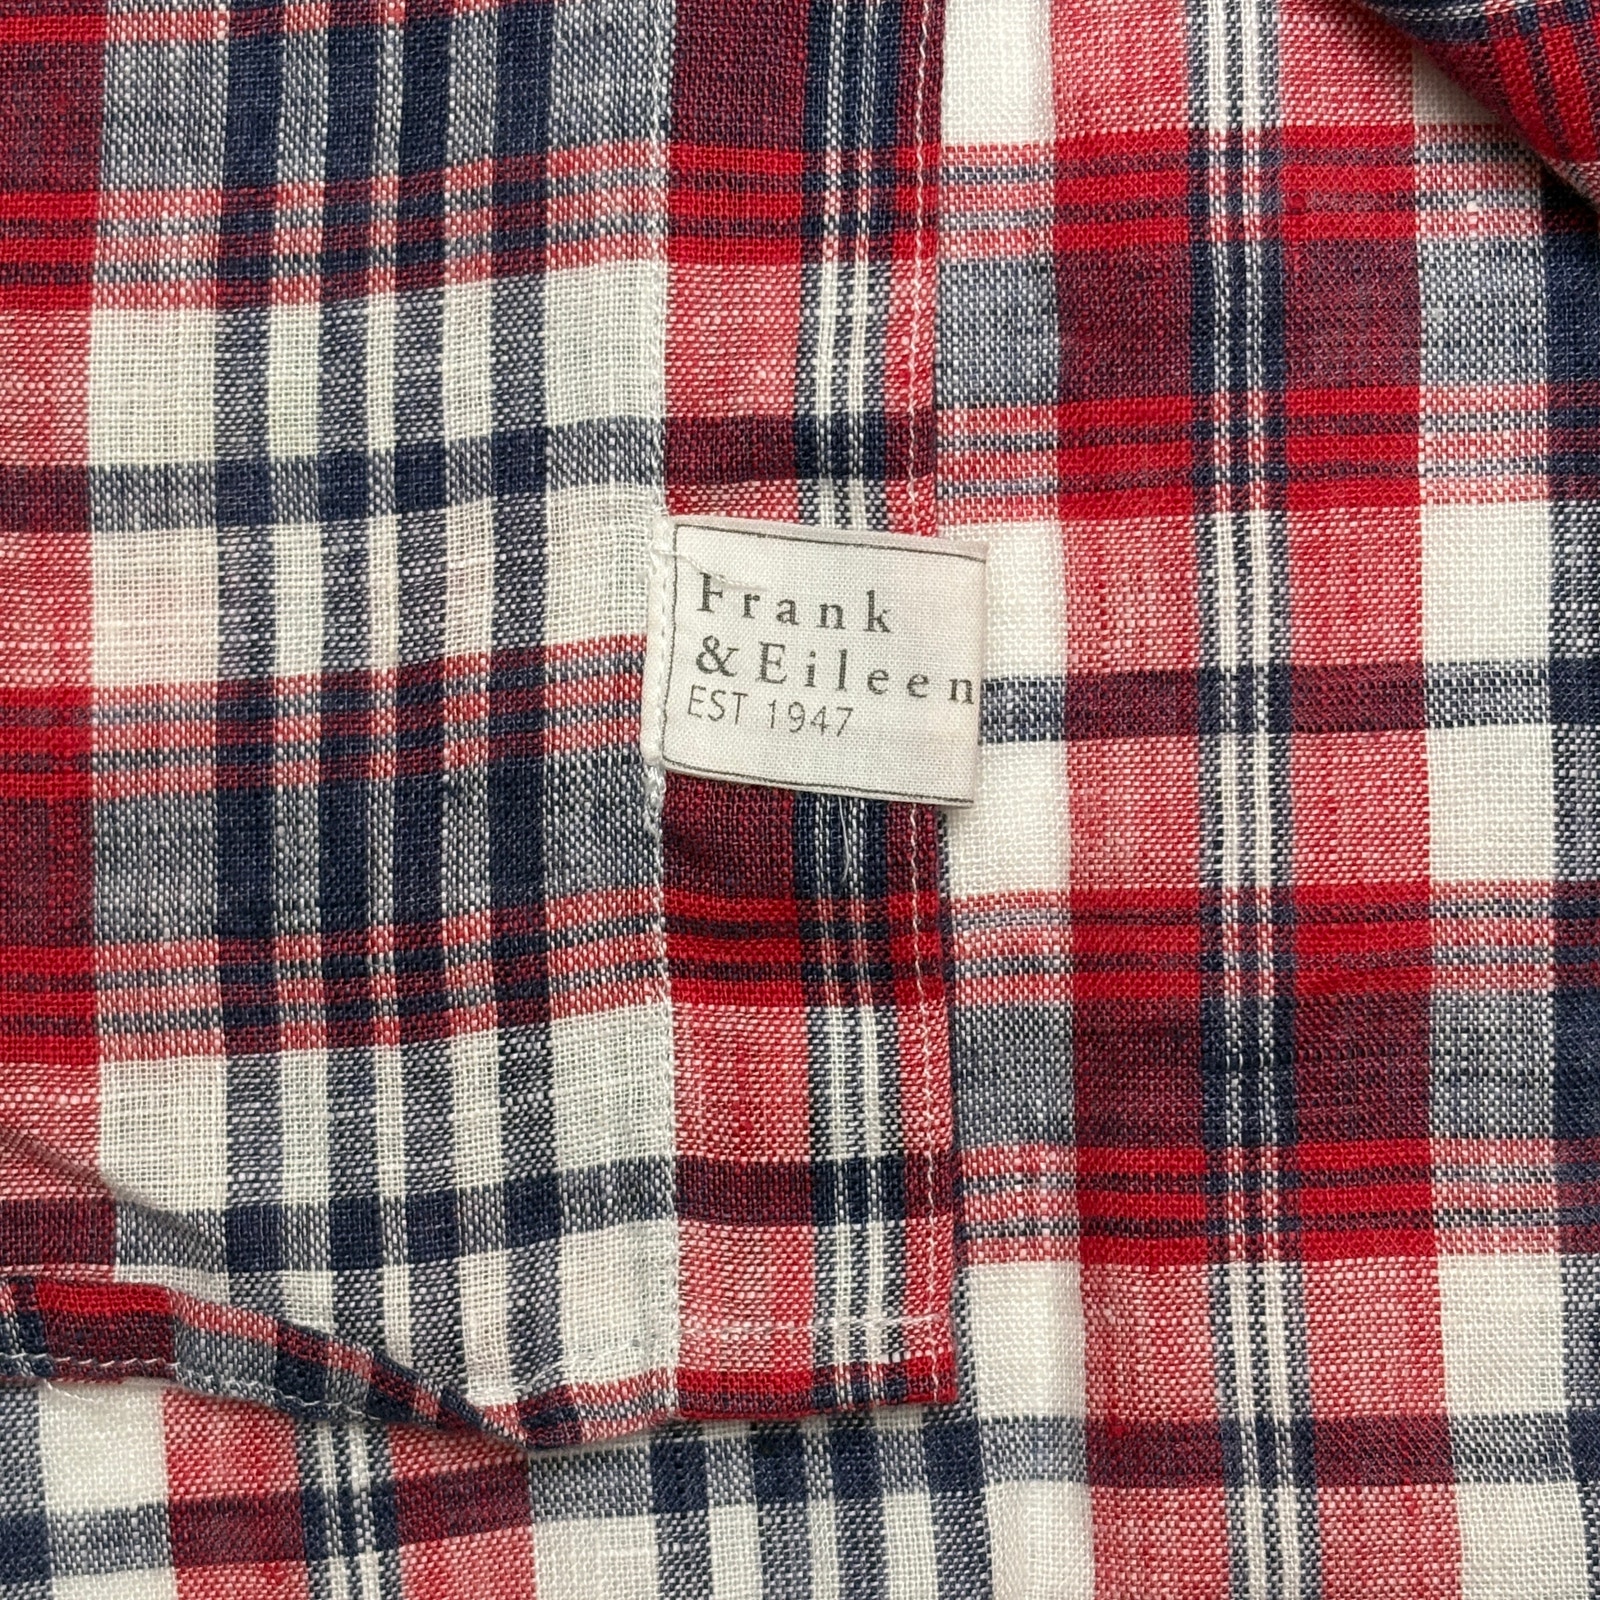 Frank
& Eileen
EST 1947